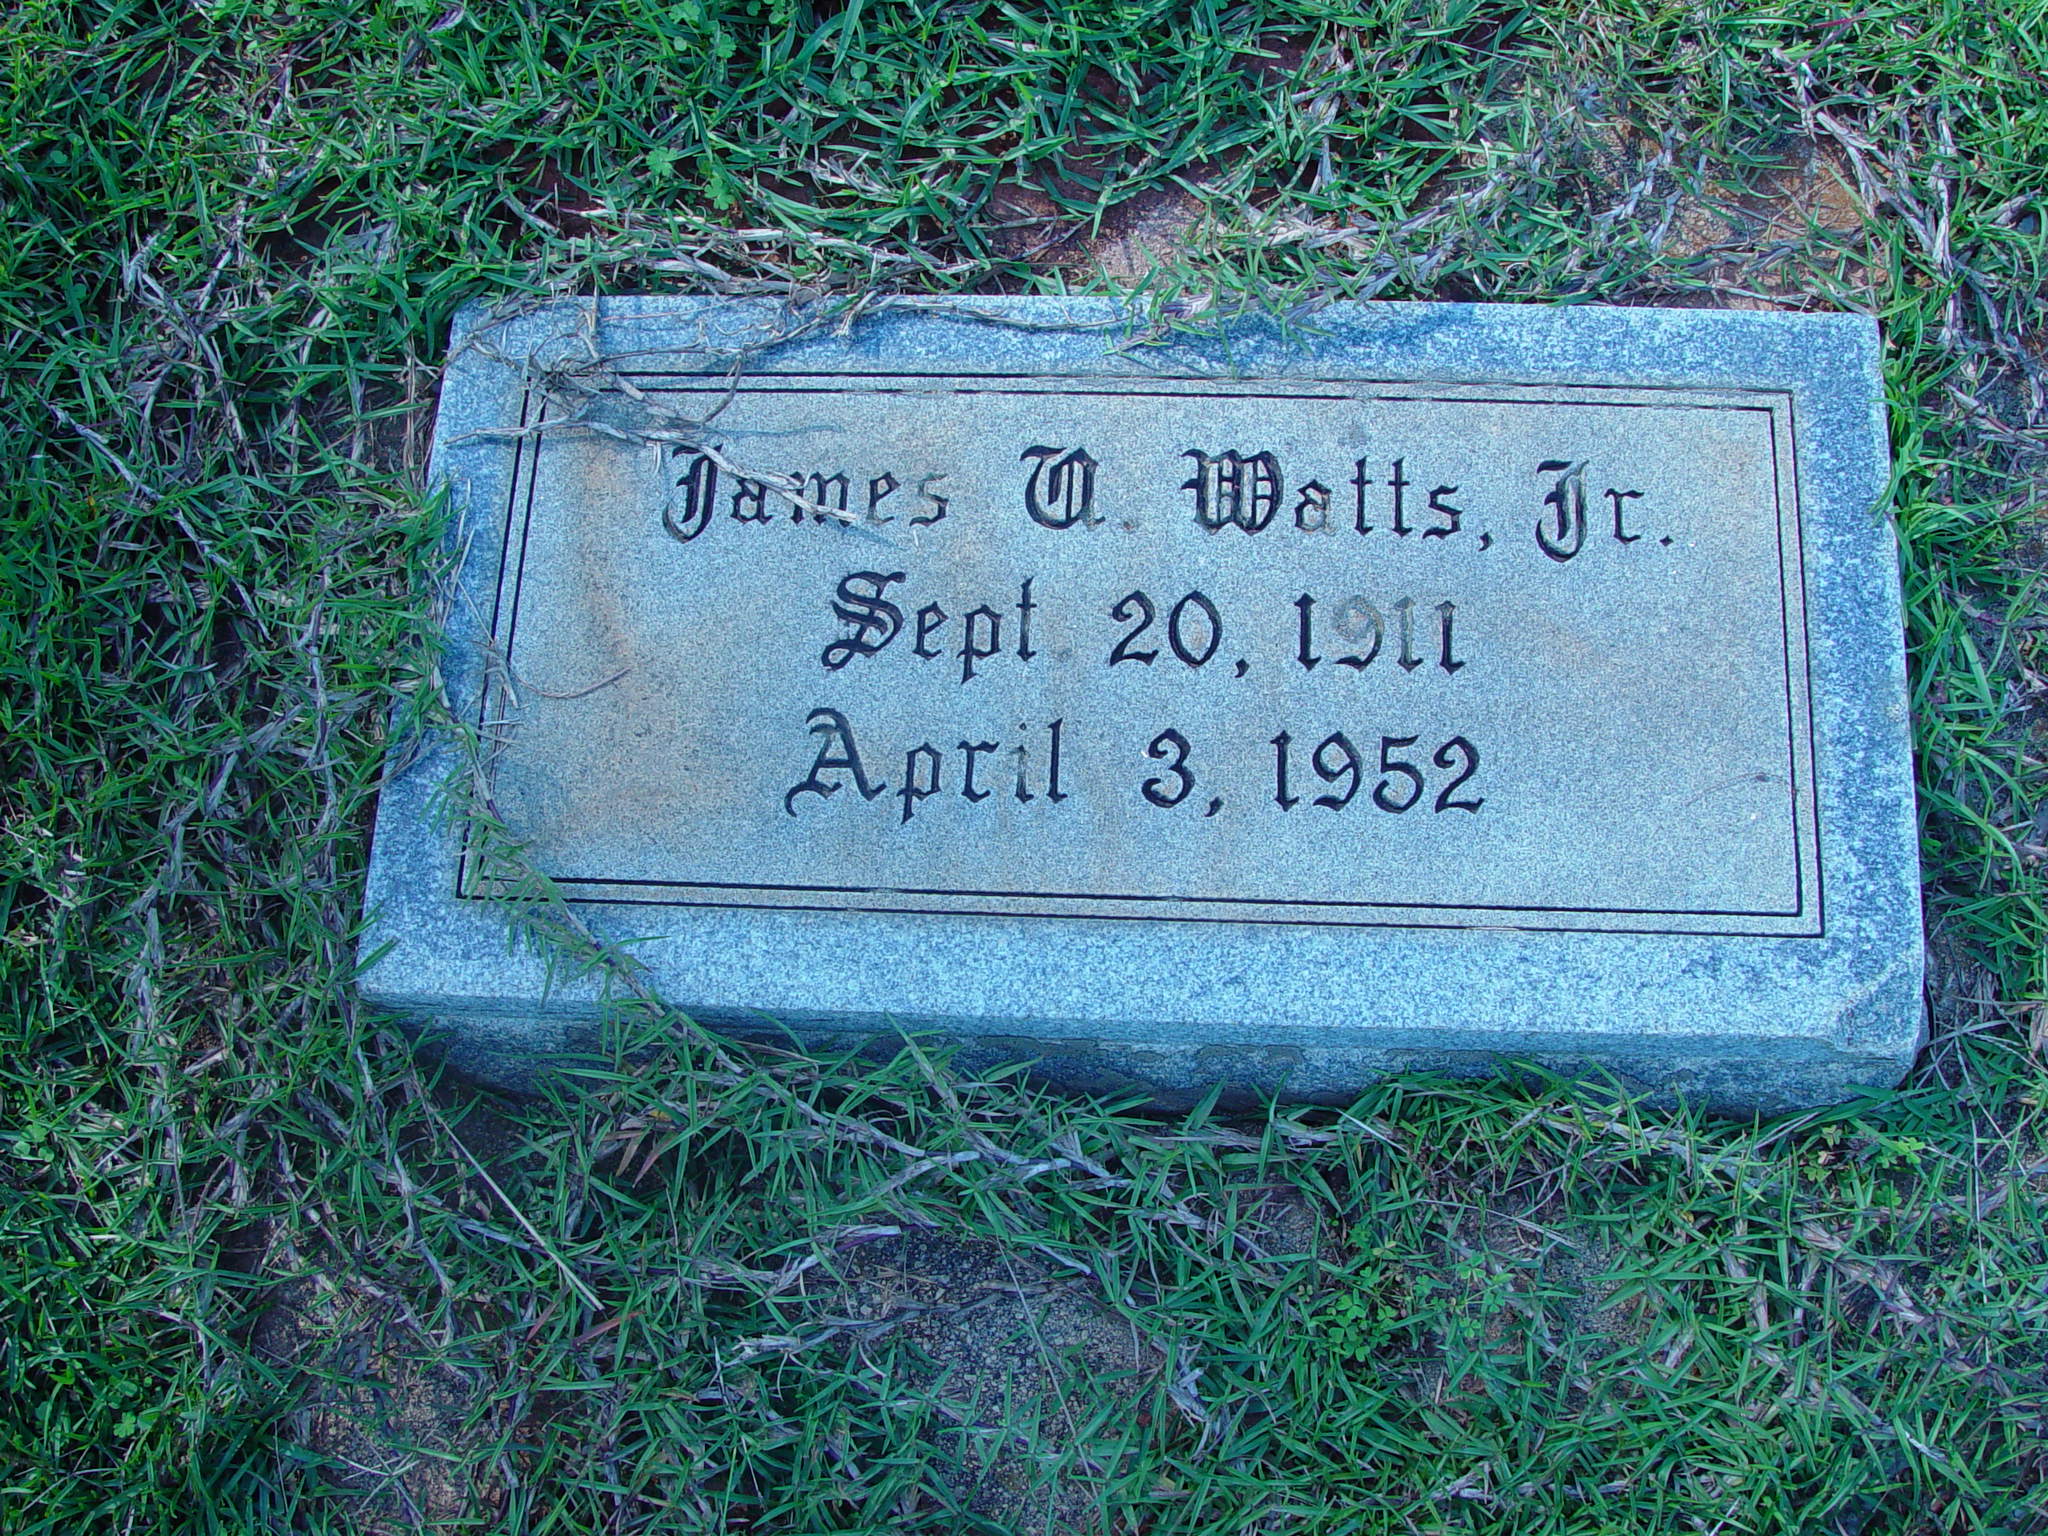 James U. Watts, Jr.
Sept. 20, 1911
April 3, 1952